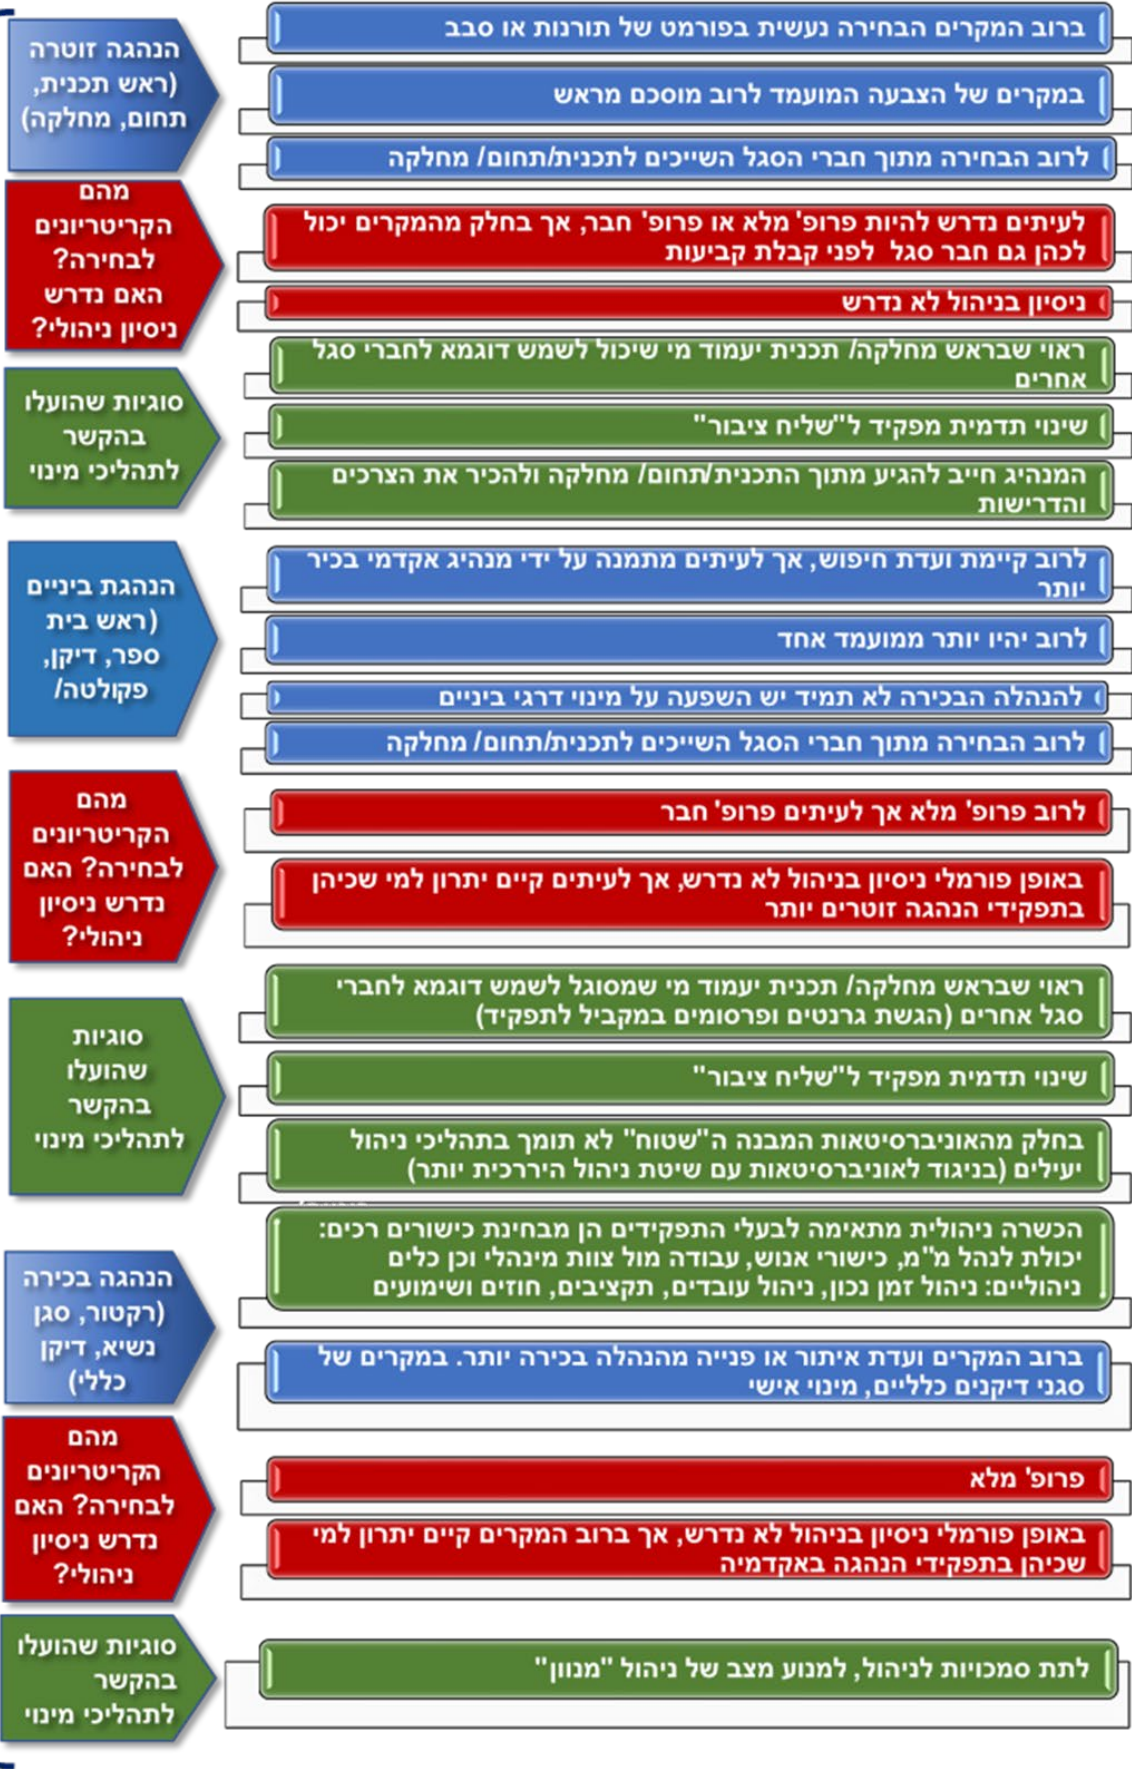 הנהגה זוטרה
(ראש תכנית,
תחום, מחלקה)
ברוב המקרים הבחירה נעשית בפורמט של תורנות או סבב
במקרים של הצבעה המועמד לרוב מוסכם מראש
לרוב הבחירה מתוך חברי הסגל השייכים לתכנית/תחום/ מחלקה
מהם
הקריטריונים
לבחירה?
האם נדרש
ניסיון ניהולי?
לעיתים נדרש להיות פרופ' מלא או פרופ' חבר, אך בחלק מהמקרים יכול
לכהן גם חבר סגל לפני קבלת קביעות
ניסיון בניהול לא נדרש
סוגיות שהועלו
בהקשר
לתהליכי מינוי
ראוי שבראש מחלקה/ תכנית יעמוד מי שיכול לשמש דוגמא לחברי סגל
אחרים
שינוי תדמית מפקיד ל"שליח ציבור"
המנהיג חייב להגיע מתוך התכנית/תחום/ מחלקה ולהכיר את הצרכים
והדרישות
הנהגת ביניים
(ראש בית
ספר, דיקן,
פקולטה/
לרוב קיימת ועדת חיפוש, אך לעיתים מתמנה על ידי מנהיג אקדמי בכיר
יותר
לרוב יהיו יותר ממועמד אחד
להנהלה הבכירה לא תמיד יש השפעה על מינוי דרגי ביניים
לרוב הבחירה מתוך חברי הסגל השייכים לתכנית/תחום/ מחלקה
מהם
הקריטריונים
לבחירה? האם
נדרש ניסיון
ניהולי?
לרוב פרופ' מלא אך לעיתים פרופ' חבר
באופן פורמלי ניסיון בניהול לא נדרש, אך לעיתים קיים יתרון למי שכיהן
בתפקידי הנהגה זוטרים יותר
סוגיות
שהועלו
בהקשר
לתהליכי מינוי
ראוי שבראש מחלקה/ תכנית יעמוד מי שמסוגל לשמש דוגמא לחברי
סגל אחרים (הגשת גרנטים ופרסומים במקביל לתפקיד)
שינוי תדמית מפקיד ל"שליח ציבור"
בחלק מהאוניברסיטאות המבנה ה"שטוח" לא תומך בתהליכי ניהול
יעילים (בניגוד לאוניברסיטאות עם שיטת ניהול היררכית יותר)
הכשרה ניהולית מתאימה לבעלי התפקידים הן מבחינת כישורים רכים:
יכולת לנהל מ"מ, כישורי אנוש, עבודה מול צוות מינהלי וכן כלים
ניהוליים: ניהול זמן נכון, ניהול עובדים, תקציבים, חוזים ושימועים
הנהגה בכירה
(רקטור, סגן
נשיא, דיקן
כללי)
ברוב המקרים ועדת איתור או פנייה מהנהלה בכירה יותר. במקרים של
סגני דיקנים כלליים, מינוי אישי
מהם
הקריטריונים
לבחירה? האם
נדרש ניסיון
ניהולי?
פרופ' מלא
באופן פורמלי ניסיון בניהול לא נדרש, אך ברוב המקרים קיים יתרון למי
שכיהן בתפקידי הנהגה באקדמיה
סוגיות שהועלו
בהקשר
לתהליכי מינוי
לתת סמכויות לניהול, למנוע מצב של ניהול "מנוון"